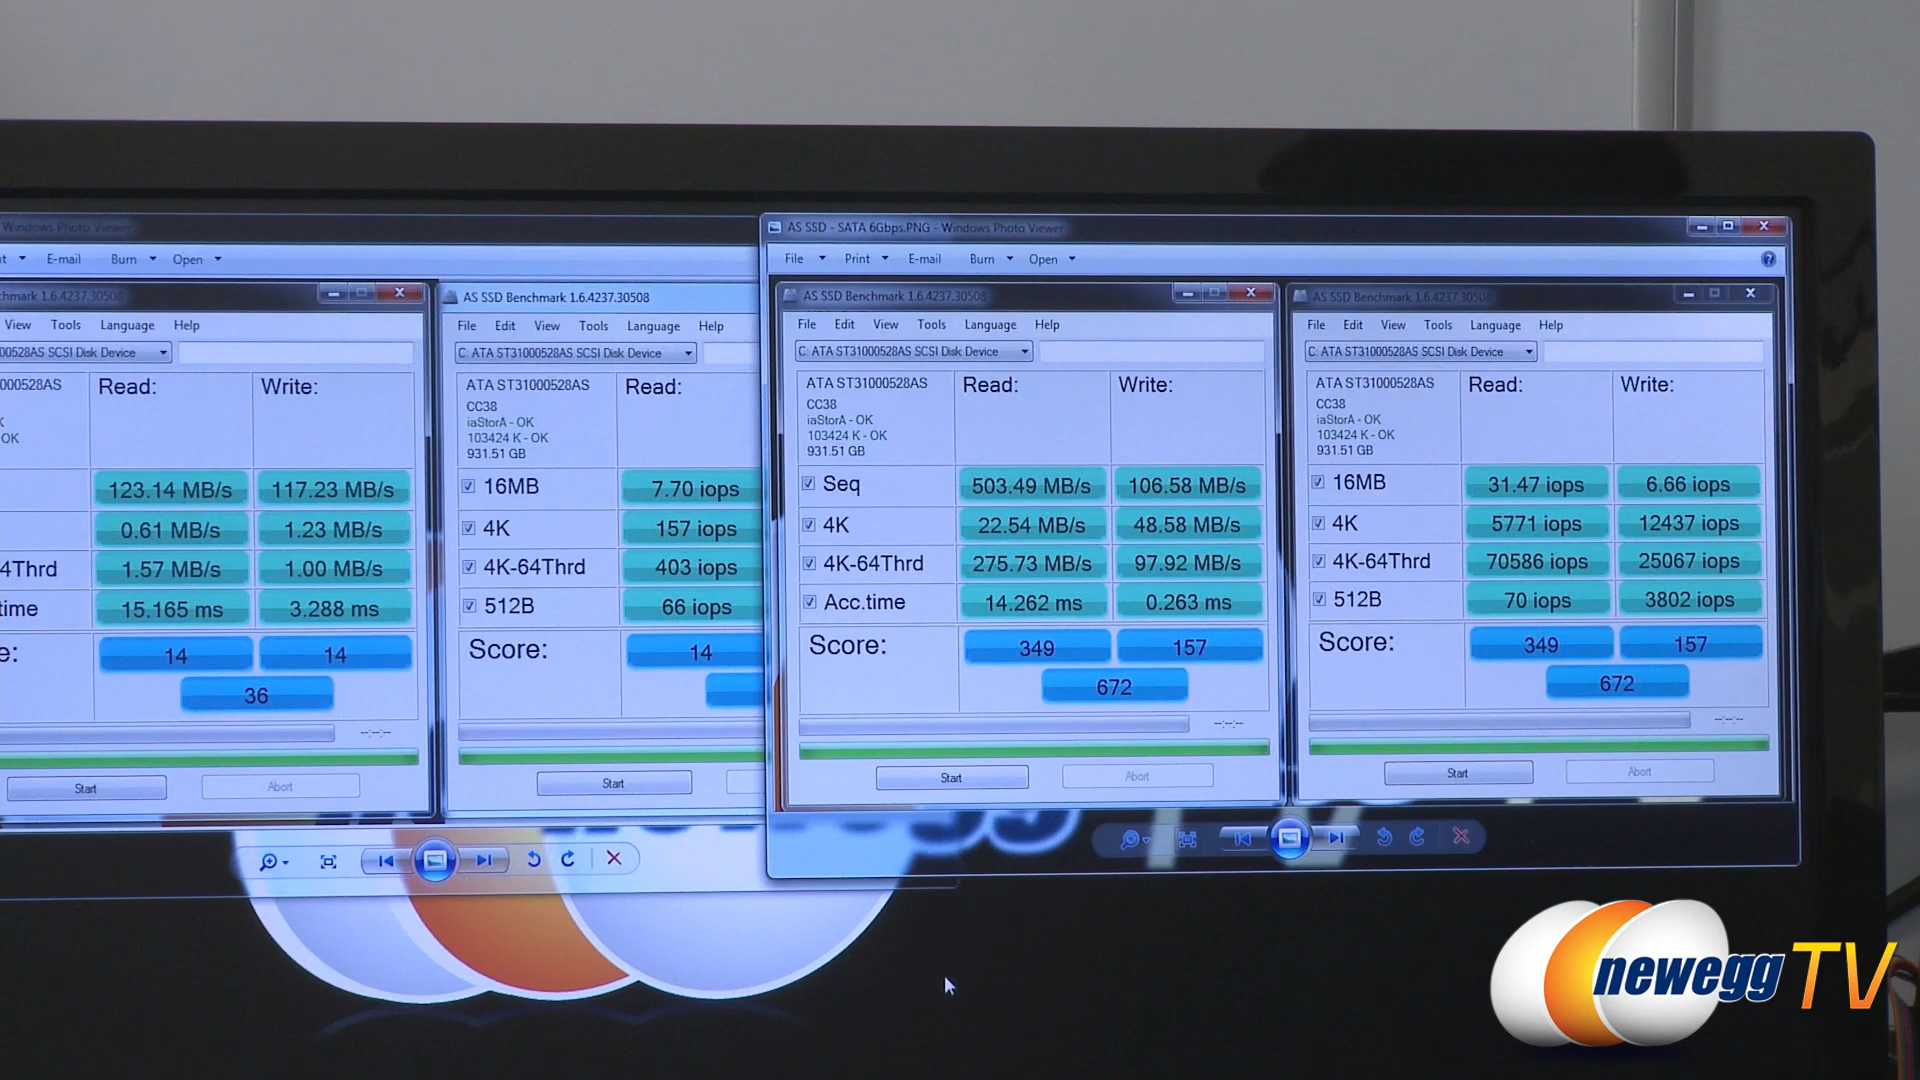 Windows Photo Viewer
E-mail Burn Open
hmark 1.6.4237.30508
View Tools Language Help
00528AS SCSI Disk Device
000528AS
OK
Read: Write:
123.14 MB/s 117.23 MB/s
0.61 MB/s 1.23 MB/s
4Thrd 1.57 MB/s 1.00 MB/s
time 15.165 ms 3.288 ms
e: 14 14
36
--:--:--
Start Abort
AS SSD Benchmark 1.6.4237.30508
File Edit View Tools Language Help
C: ATA ST31000528AS SCSI Disk Device
ATA ST31000528AS
CC38
iaStorA - OK
103424 K - OK
931.51 GB
Read:
16MB 7.70 iops
4K 157 iops
4K-64Thrd 403 iops
512B 66 iops
Score: 14
Start
AS SSD - SATA 6Gbps.PNG - Windows Photo Viewer
File Print E-mail Burn Open
AS SSD Benchmark 1.6.4237.30508
File Edit View Tools Language Help
C: ATA ST31000528AS SCSI Disk Device
ATA ST31000528AS
CC38
iaStorA - OK
103424 K - OK
931.51 GB
Read: Write:
Seq 503.49 MB/s 106.58 MB/s
4K 22.54 MB/s 48.58 MB/s
4K-64Thrd 275.73 MB/s 97.92 MB/s
Acc.time 14.262 ms 0.263 ms
Score: 349 157
672
--:--:--
Start Abort
AS SSD Benchmark 1.6.4237.30508
File Edit View Tools Language Help
C: ATA ST31000528AS SCSI Disk Device
ATA ST31000528AS
CC38
iaStorA - OK
103424 K - OK
931.51 GB
Read: Write:
16MB 31.47 iops 6.66 iops
4K 5771 iops 12437 iops
4K-64Thrd 70586 iops 25067 iops
512B 70 iops 3802 iops
Score: 349 157
672
--:--:--
Start Abort
newegg TV